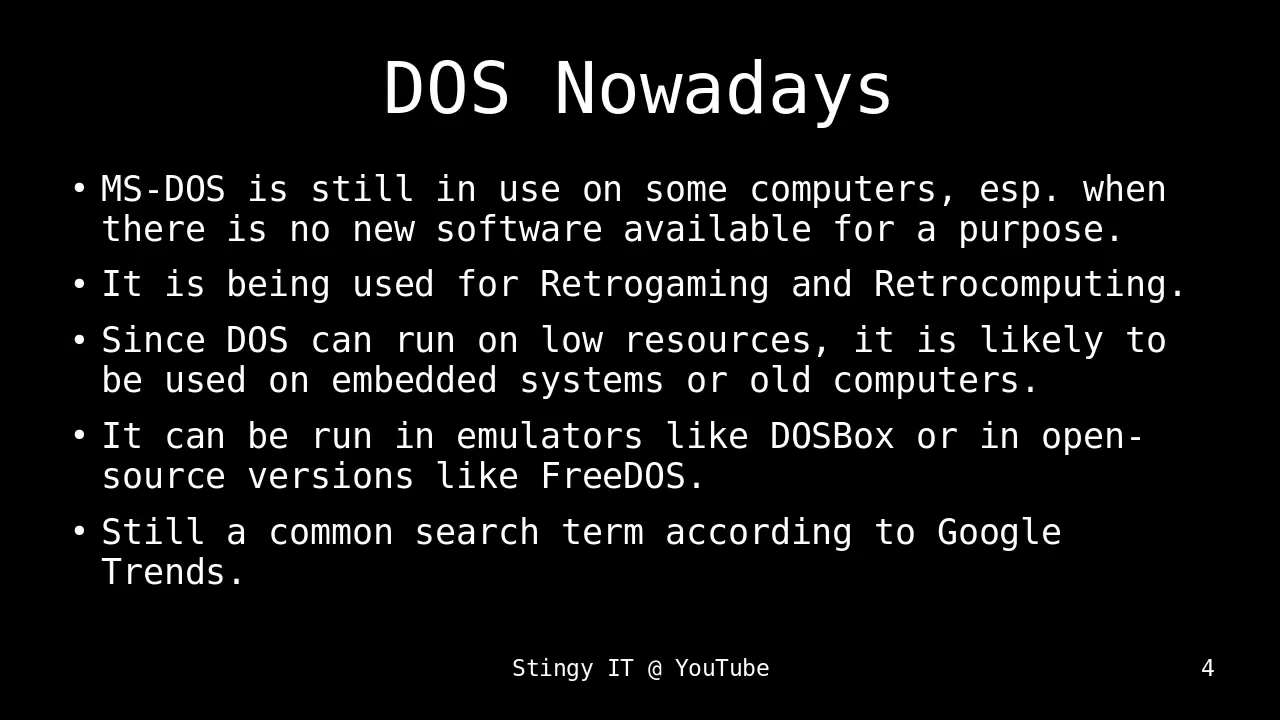 DOS Nowadays
• MS-DOS is still in use on some computers, esp. when
there is no new software available for a purpose.
• It is being used for Retrogaming and Retrocomputing.
• Since DOS can run on low resources, it is likely to
be used on embedded systems or old computers.
• It can be run in emulators like DOSBox or in open-
source versions like FreeDOS.
• Still a common search term according to Google
Trends.
Stingy IT @ YouTube
4